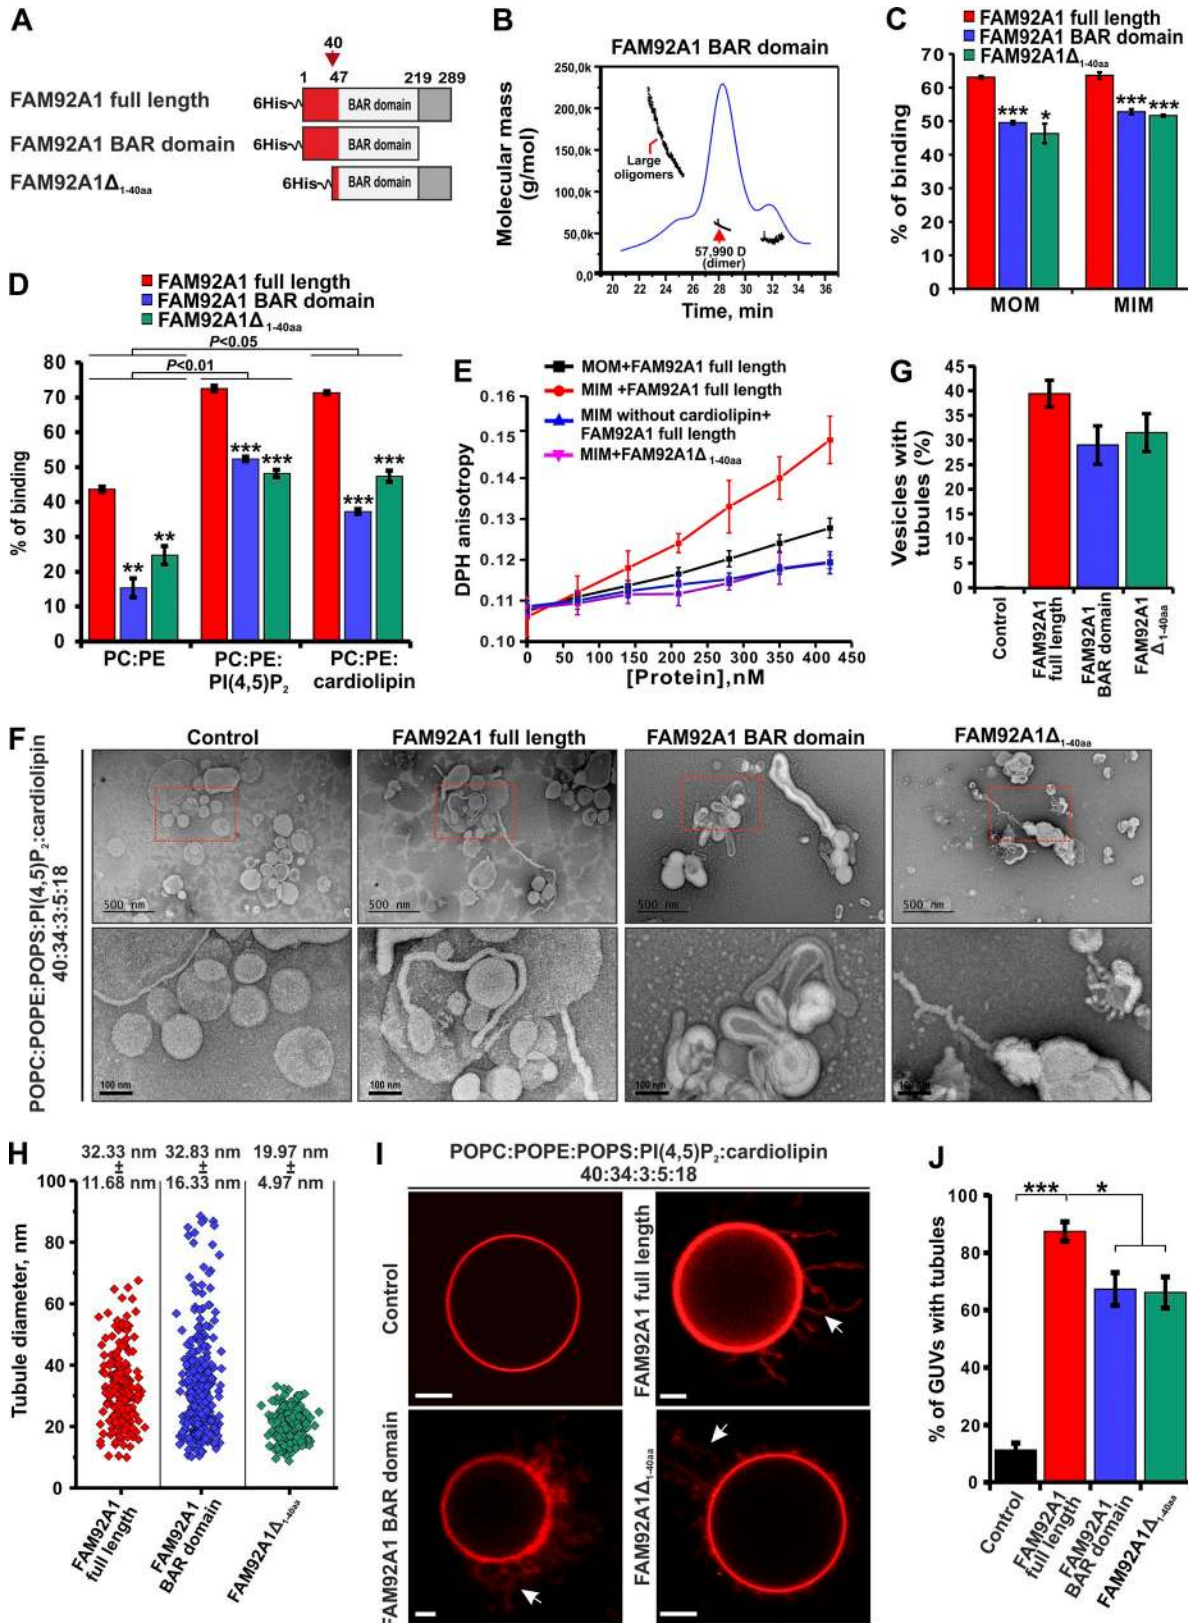 A
40
1 47 219 289
FAM92A1 full length
6His
BAR domain
FAM92A1 BAR domain
6His
BAR domain
FAM92A1Δ1-40aa
6His
BAR domain
B
FAM92A1 BAR domain
Molecular mass
(g/mol)
250,0k
200,0k
150,0k
100,0k
50,0k
0,0
Large
oligomers
57,990 D
(dimer)
20 22 24 26 28 30 32 34 36
Time, min
C
FAM92A1 full length
FAM92A1 BAR domain
FAM92A1Δ1-40aa
% of binding
70
60
50
40
30
20
10
0
*** *
*** ***
MOM MIM
D
FAM92A1 full length
FAM92A1 BAR domain
FAM92A1Δ1-40aa
P<0.05
P<0.01
% of binding
80
70
60
50
40
30
20
10
0
** **
*** ***
*** ***
PC:PE
PC:PE:
PI(4,5)P2
PC:PE:
cardiolipin
E
MOM+FAM92A1 full length
MIM +FAM92A1 full length
MIM without cardiolipin+
FAM92A1 full length
MIM+FAM92A1Δ1-40aa
DPH anisotropy
0.16
0.15
0.14
0.13
0.12
0.11
0.10
0 50 100 150 200 250 300 350 400 450
[Protein],nM
G
Vesicles with
tubules (%)
45
40
35
30
25
20
15
10
5
0
Control
FAM92A1
full length
FAM92A1
BAR domain
FAM92A1
Δ1-40aa
F
POPC:POPE:POPS:PI(4,5)P2:cardiolipin
40:34:3:5:18
Control
FAM92A1 full length
FAM92A1 BAR domain
FAM92A1Δ1-40aa
500 nm
500 nm
500 nm
500 nm
100 nm
100 nm
100 nm
100 nm
H
32.33 nm
±
11.68 nm
32.83 nm
±
16.33 nm
19.97 nm
±
4.97 nm
Tubule diameter, nm
100
80
60
40
20
0
FAM92A1
full length
FAM92A1
BAR domain
FAM92A1Δ1-40aa
I
POPC:POPE:POPS:PI(4,5)P2:cardiolipin
40:34:3:5:18
Control
FAM92A1 full length
FAM92A1 BAR domain
FAM92A1Δ1-40aa
J
% of GUVs with tubules
100
80
60
40
20
0
*** *
Control
FAM92A1
full length
FAM92A1
BAR domain
FAM92A1Δ1-40aa